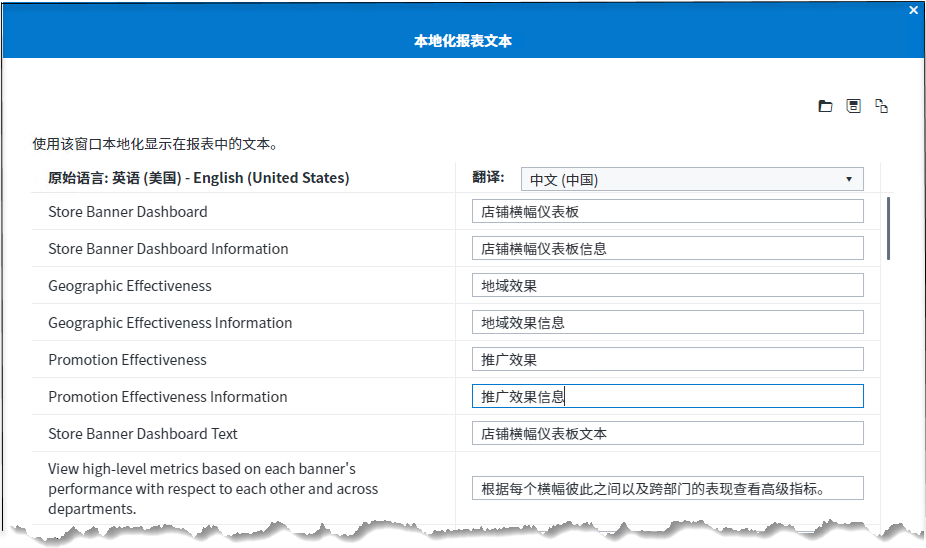 本地化报表文本
使用该窗口本地化显示在报表中的文本。
原始语言: 英语 (美国) - English (United States)
翻译:
中文 (中国)
Store Banner Dashboard
店铺横幅仪表板
Store Banner Dashboard Information
店铺横幅仪表板信息
Geographic Effectiveness
地域效果
Geographic Effectiveness Information
地域效果信息
Promotion Effectiveness
推广效果
Promotion Effectiveness Information
推广效果信息
Store Banner Dashboard Text
店铺横幅仪表板文本
View high-level metrics based on each banner's
performance with respect to each other and across
departments.
根据每个横幅彼此之间以及跨部门的表现查看高级指标。